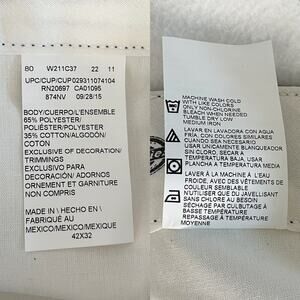 80 W211C37 22 11
UPC/CUP/CUP029311074104
RN20697 CA01095
874NV 09/28/15
BODY/CUERPO/L'ENSEMBLE
65% POLYESTER/
POLIÉSTER/POLYESTER
35% COTTON/ALGODÓN/
COTON
EXCLUSIVE OF DECORATION/
TRIMMINGS
EXCLUSIVO PARA
DECORACIÓN/ ADORNOS
ORNEMENT ET GARNITURE
NON COMPRIS
MADE IN \ HECHO EN \
FABRIQUÉ AU
MEXICO/MÉXICO/MEXIQUE
42X32
MACHINE WASH COLD
WITH LIKE COLORS
ONLY NON-CHLORINE
BLEACH WHEN NEEDED
TUMBLE DRY LOW
MEDIUM IRON
LAVAR EN LAVADORA CON AGUA
FRÍA, CON COLORES SIMILARES
CUANDO SEA NECESARIO
USAR UNICAMENTE BLANQUEADOR
SIN CLORO. SECAR A
TEMPERATURA BAJA. USAR
PLANCHA A TEMPERATURA
MEDIA
LAVER À LA MACHINE À L'EAU
FROIDE, AVEC DES VÊTEMENTS DE
COULEUR SEMBLABLE
N'UTILISER QUE DU JAVELLISANT
SANS CHLORE AU BESOIN
SÉCHAGE PAR CULBUTAGE À
BASSE TEMPÉRATURE
REPASSAGE À TEMPÉRATURE
MOYENNE